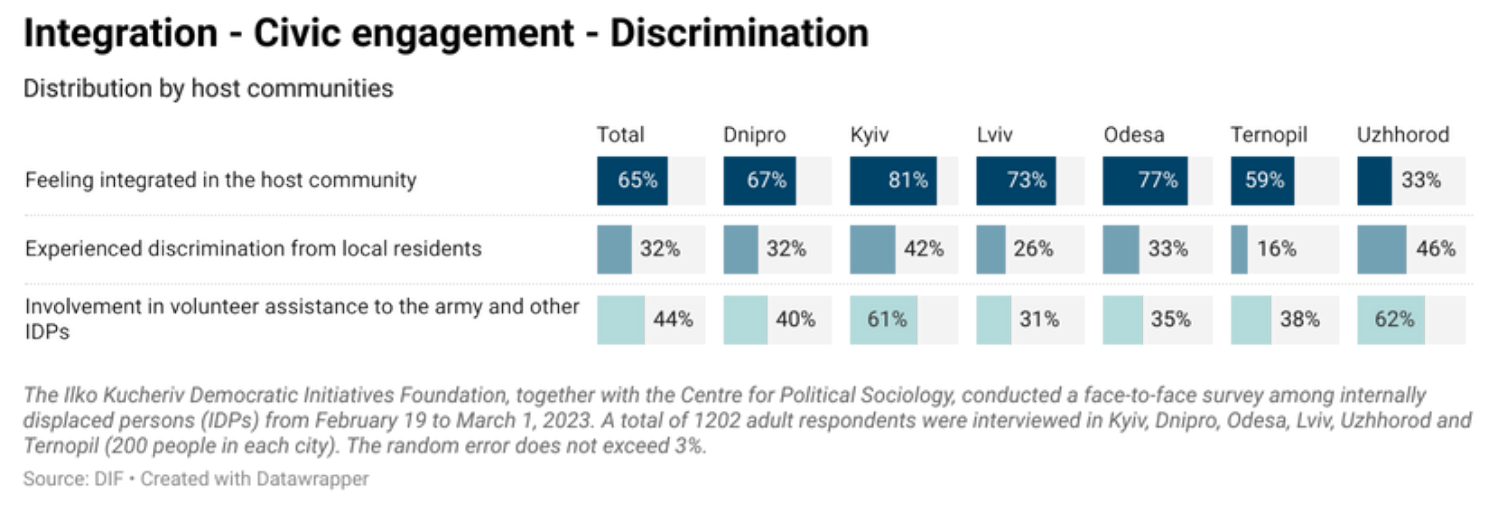 Integration - Civic engagement - Discrimination
Distribution by host communities
Total Dnipro Kyiv Lviv Odesa Ternopil Uzhhorod
Feeling integrated in the host community 65% 67% 81% 73% 77% 59% 33%
Experienced discrimination from local residents 32% 32% 42% 26% 33% 16% 46%
Involvement in volunteer assistance to the army and other
IDPs 44% 40% 61% 31% 35% 38% 62%
The Ilko Kucheriv Democratic Initiatives Foundation, together with the Centre for Political Sociology, conducted a face-to-face survey among internally
displaced persons (IDPs) from February 19 to March 1, 2023. A total of 1202 adult respondents were interviewed in Kyiv, Dnipro, Odesa, Lviv, Uzhhorod and
Ternopil (200 people in each city). The random error does not exceed 3%.
Source: DIF • Created with Datawrapper